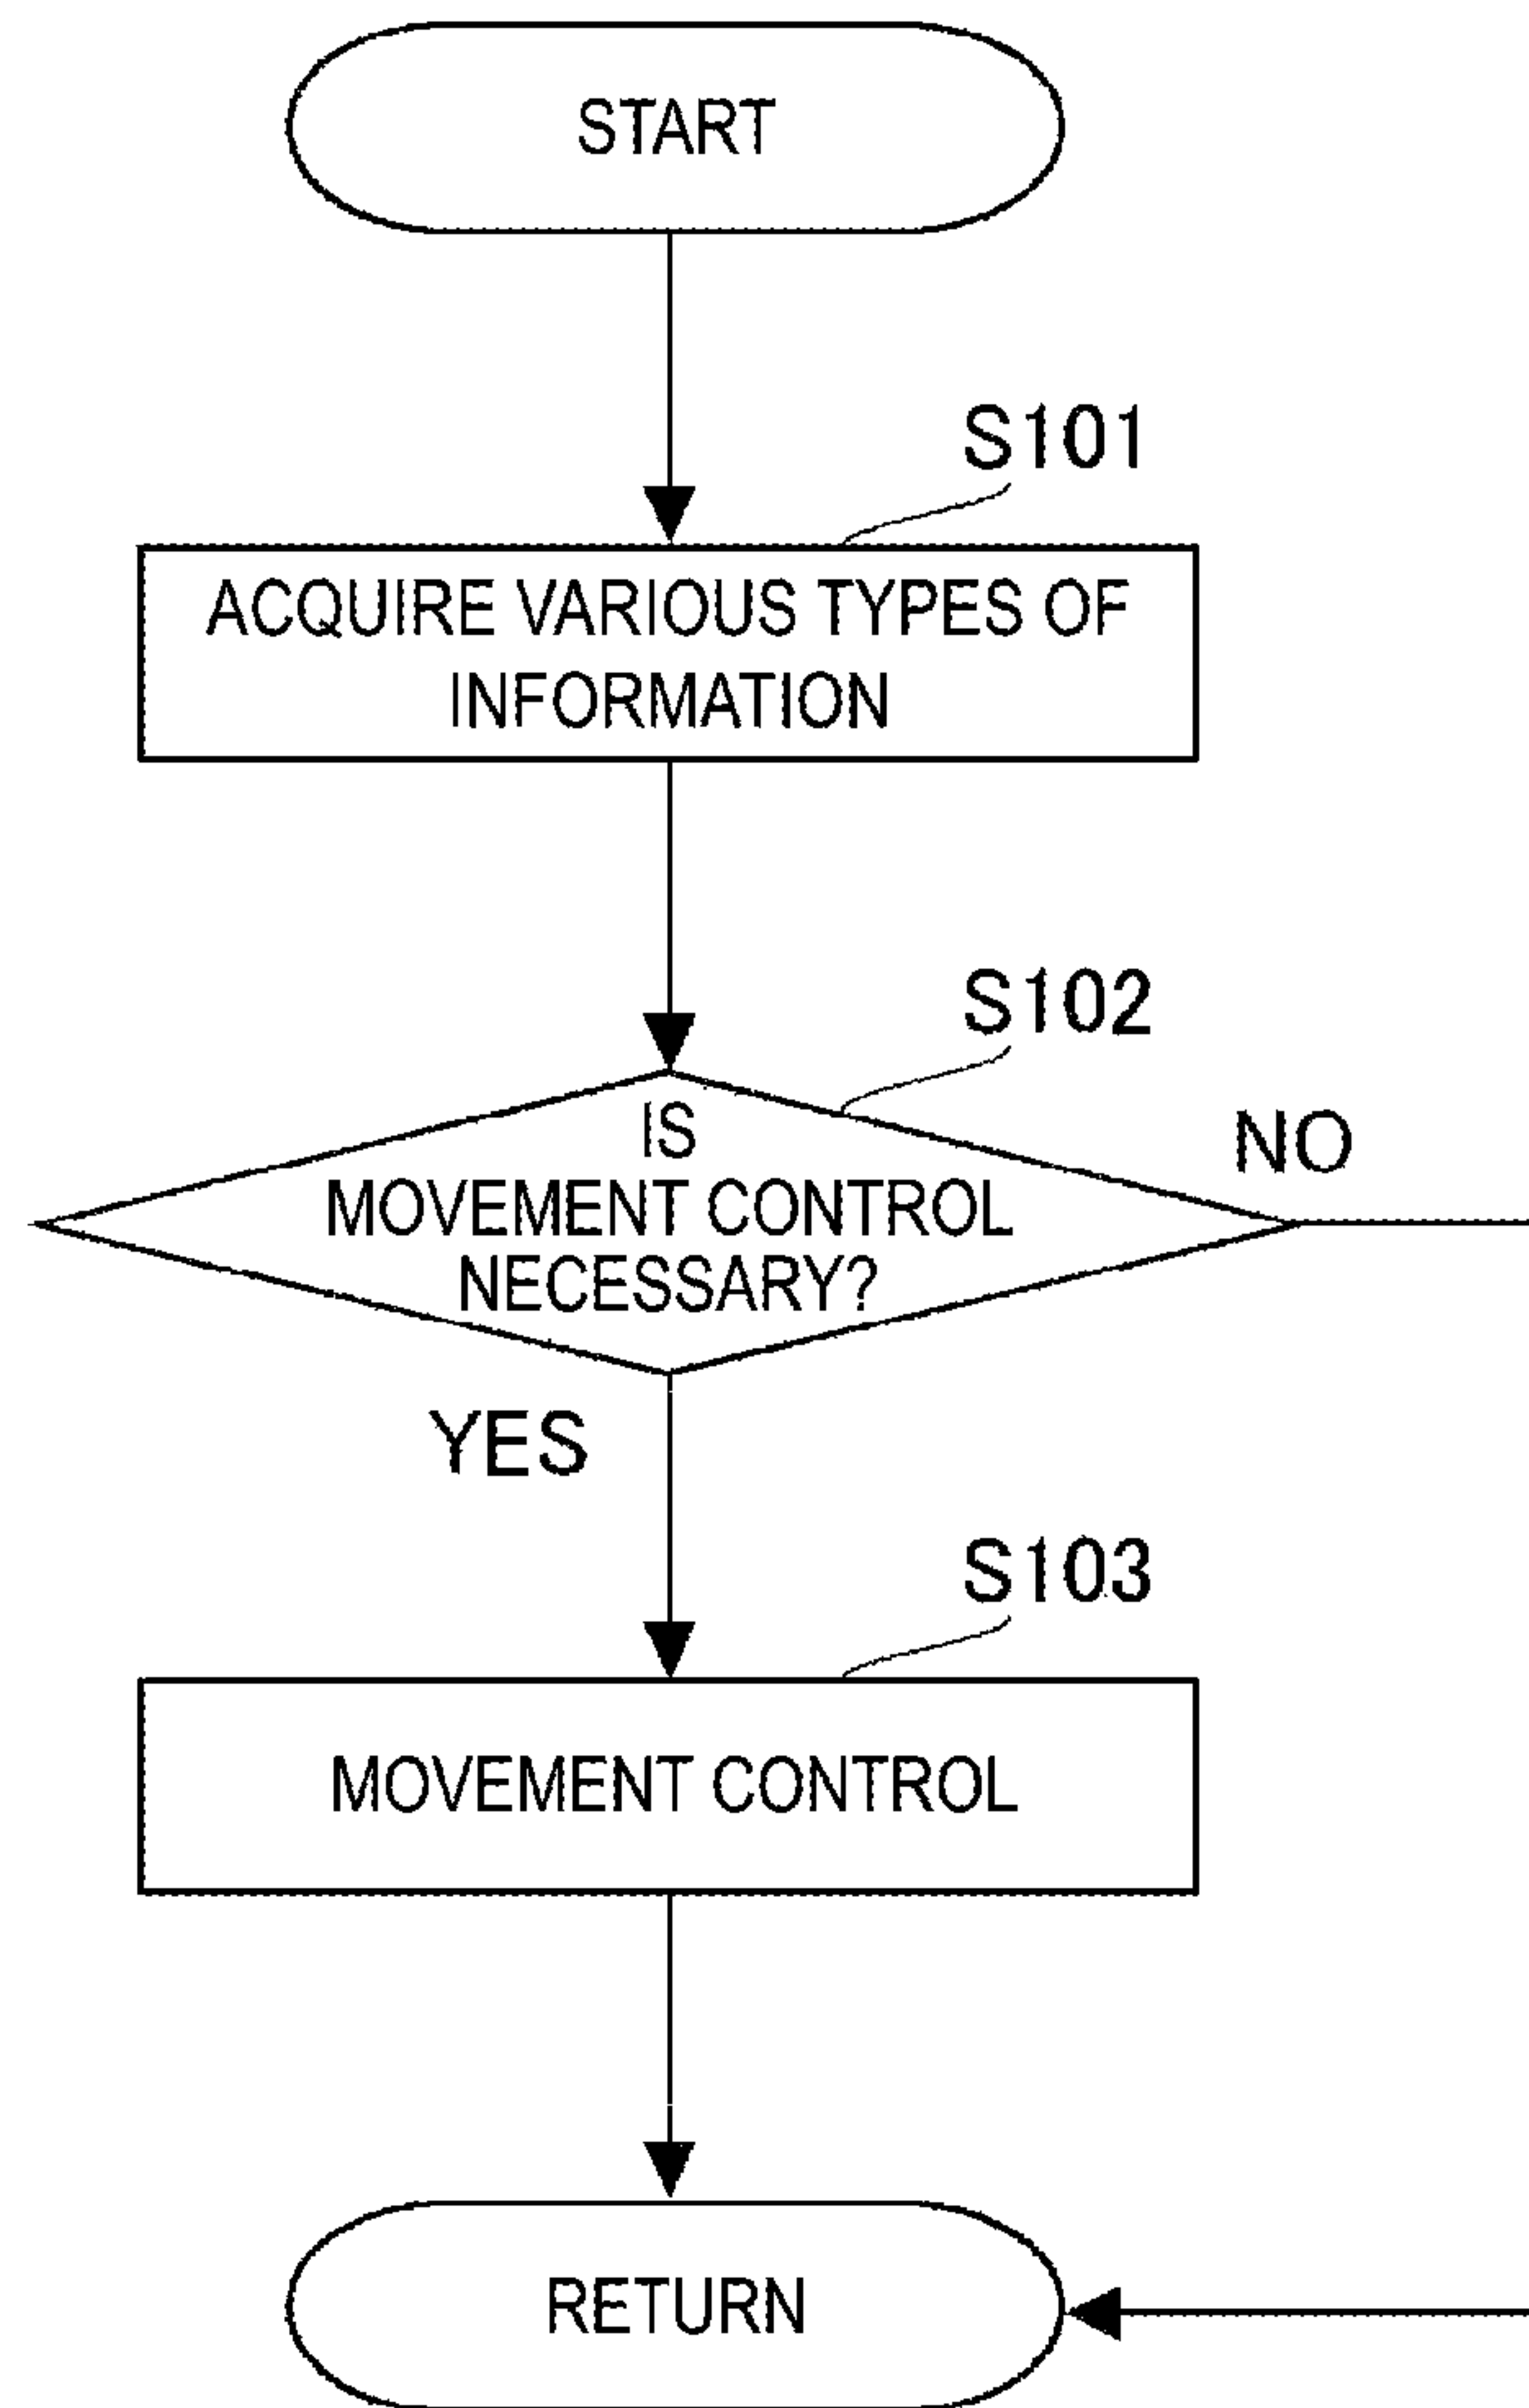 START
S101
ACQUIRE VARIOUS TYPES OF
INFORMATION
S102
IS
MOVEMENT CONTROL
NECESSARY?
NO
YES
S103
MOVEMENT CONTROL
RETURN